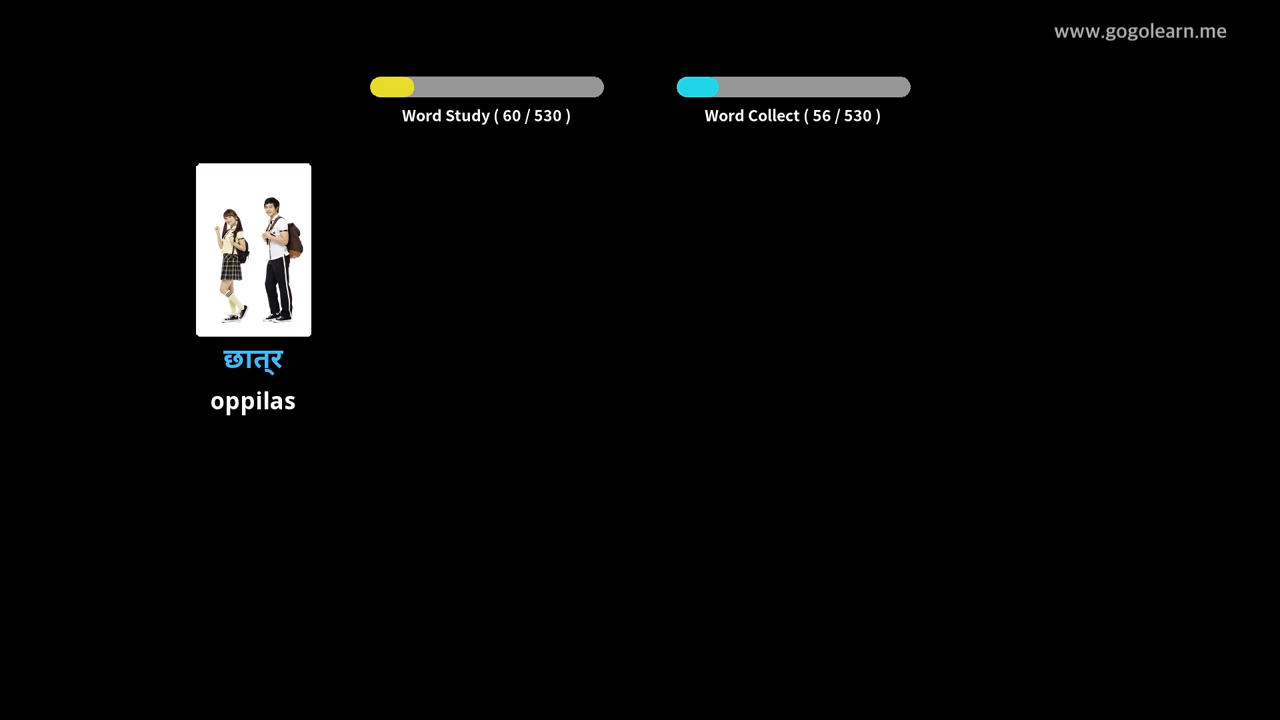 www.gogolearn.me
Word Study ( 60 / 530 )
Word Collect ( 56 / 530 )
छात्र
oppilas